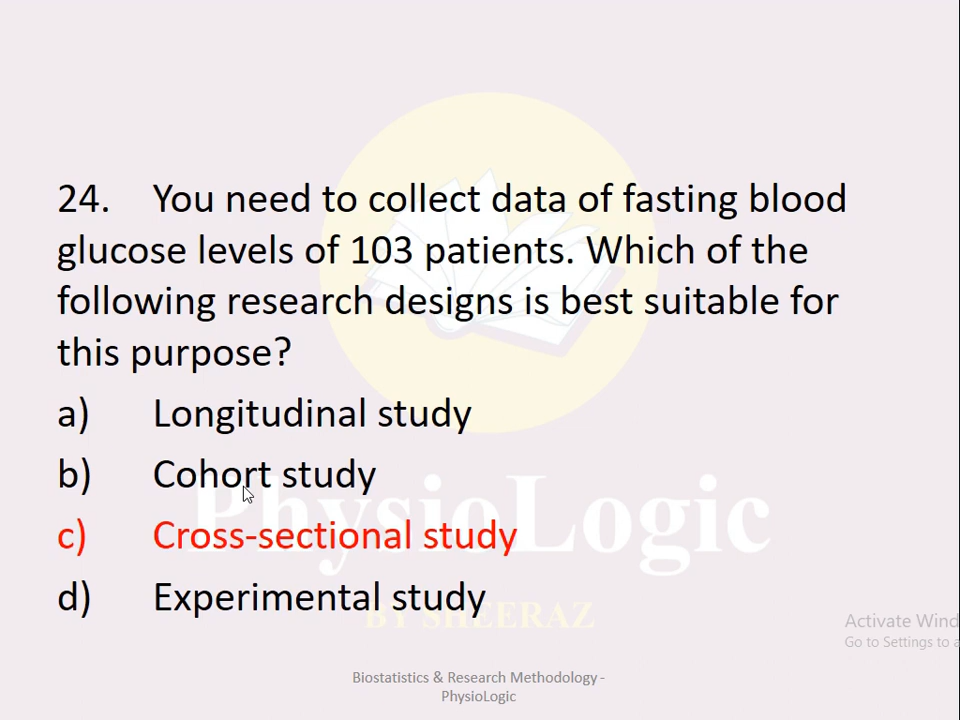 24. You need to collect data of fasting blood
glucose levels of 103 patients. Which of the
following research designs is best suitable for
this purpose?
a) Longitudinal study
b) Cohort study
c) Cross-sectional study
d) Experimental study
PhysioLogic
BY SHEERAZ
Activate Wind
Go to Settings to a
Biostatistics & Research Methodology -
PhysioLogic